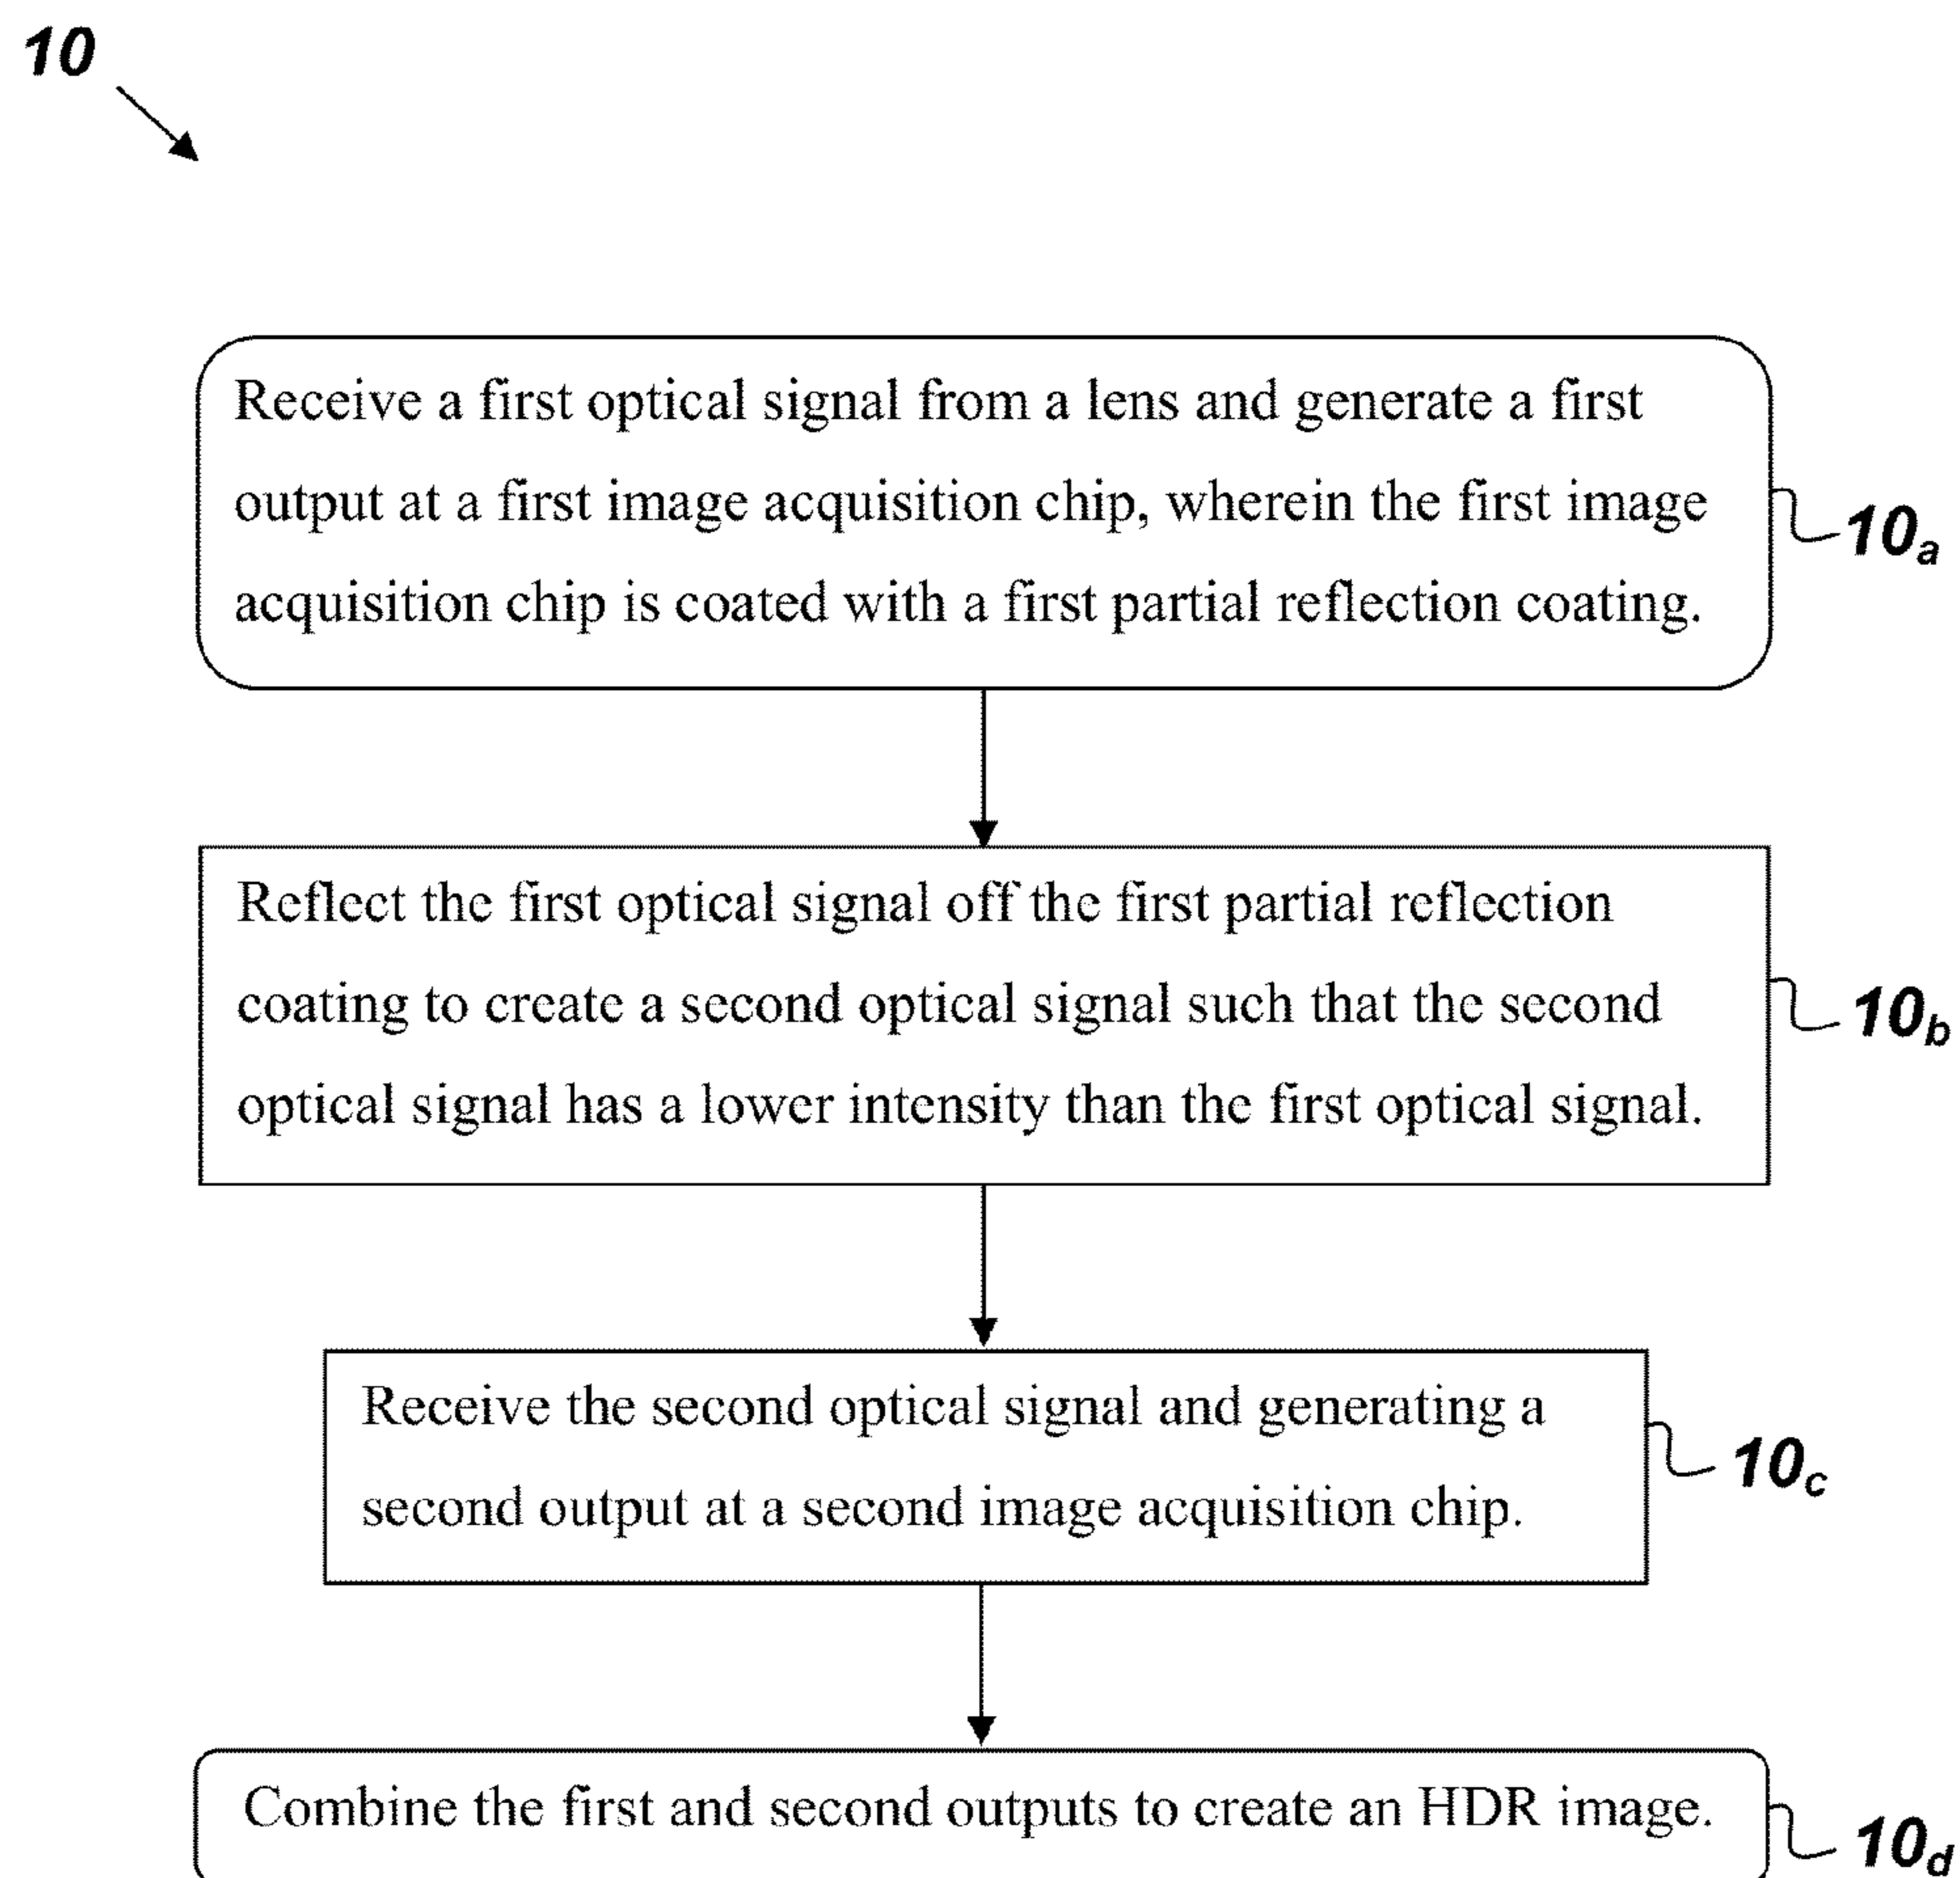 10
Receive a first optical signal from a lens and generate a first
output at a first image acquisition chip, wherein the first image
acquisition chip is coated with a first partial reflection coating.
10a
Reflect the first optical signal off the first partial reflection
coating to create a second optical signal such that the second
optical signal has a lower intensity than the first optical signal.
10b
Receive the second optical signal and generating a
second output at a second image acquisition chip.
10c
Combine the first and second outputs to create an HDR image.
10d